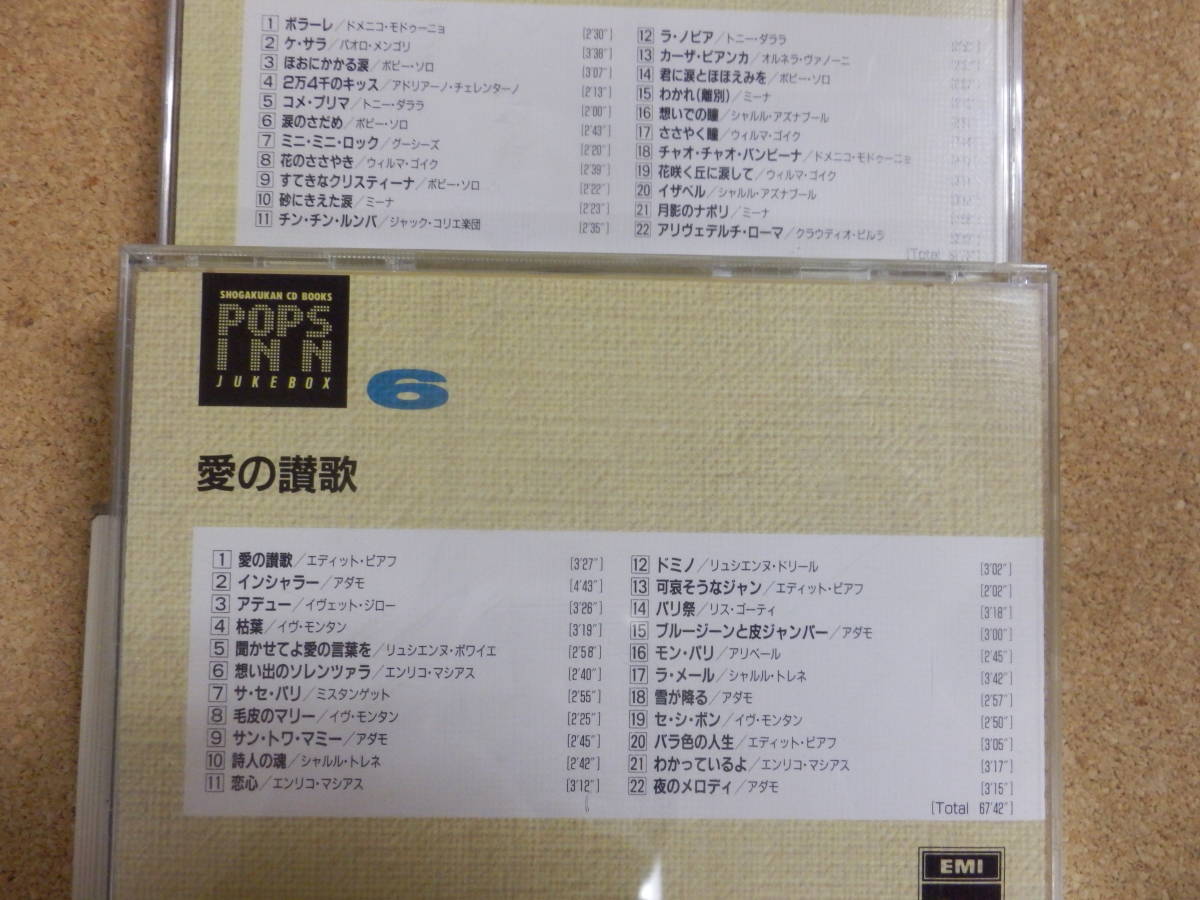 1 ボラーレ／ドメニコ・モドゥーニョ [2'30"]
2 ケ・サラ／パオロ・メンゴリ [3'38"]
3 ほおにかかる涙／ボビー・ソロ [3'07"]
4 2万4千のキッス／アドリアーノ・チェレンターノ [2'13"]
5 コメ・プリマ／トニー・ダララ [2'00"]
6 涙のさだめ／ボビー・ソロ [2'43"]
7 ミニ・ミニ・ロック／グーシーズ [2'20"]
8 花のささやき／ウィルマ・ゴイク [2'39"]
9 すてきなクリスティーナ／ボビー・ソロ [2'22"]
10 砂にきえた涙／ミーナ [2'23"]
11 チン・チン・ルンバ／ジャック・コリエ楽団 [2'35"]
12 ラ・ノビア／トニー・ダララ
13 カーザ・ビアンカ／オルネラ・ヴァノーニ
14 君に涙とほほえみを／ボビー・ソロ
15 わかれ(離別)／ミーナ
16 想いでの瞳／シャルル・アズナブール
17 ささやく瞳／ウィルマ・ゴイク
18 チャオ・チャオ・バンビーナ／ドメニコ・モドゥーニョ
19 花咲く丘に涙して／ウィルマ・ゴイク
20 イザベル／シャルル・アズナブール
21 月影のナポリ／ミーナ
22 アリヴェデルチ・ローマ／クラウディオ・ビルラ
[Total
SHOGAKUKAN CD BOOKS
POPS
INN
JUKEBOX
6
愛の讃歌
1 愛の讃歌／エディット・ピアフ [3'27"]
2 インシャラー／アダモ [4'43"]
3 アデュー／イヴェット・ジロー [3'26"]
4 枯葉／イヴ・モンタン [3'19"]
5 聞かせてよ愛の言葉を／リュシエンヌ・ボワイエ [2'58"]
6 想い出のソレンツァラ／エンリコ・マシアス [2'40"]
7 サ・セ・パリ／ミスタンゲット [2'55"]
8 毛皮のマリー／イヴ・モンタン [2'25"]
9 サン・トワ・マミー／アダモ [2'45"]
10 詩人の魂／シャルル・トレネ [2'42"]
11 恋心／エンリコ・マシアス [3'12"]
12 ドミノ／リュシエンヌ・ドリール [3'02"]
13 可哀そうなジャン／エディット・ピアフ [2'02"]
14 パリ祭／リス・ゴーティ [3'18"]
15 ブルージーンと皮ジャンパー／アダモ [3'00"]
16 モン・パリ／アリベール [2'45"]
17 ラ・メール／シャルル・トレネ [3'42"]
18 雪が降る／アダモ [2'57"]
19 セ・シ・ボン／イヴ・モンタン [2'50"]
20 バラ色の人生／エディット・ピアフ [3'05"]
21 わかっているよ／エンリコ・マシアス [3'17"]
22 夜のメロディ／アダモ [3'15"]
[Total 67'42"]
EMI